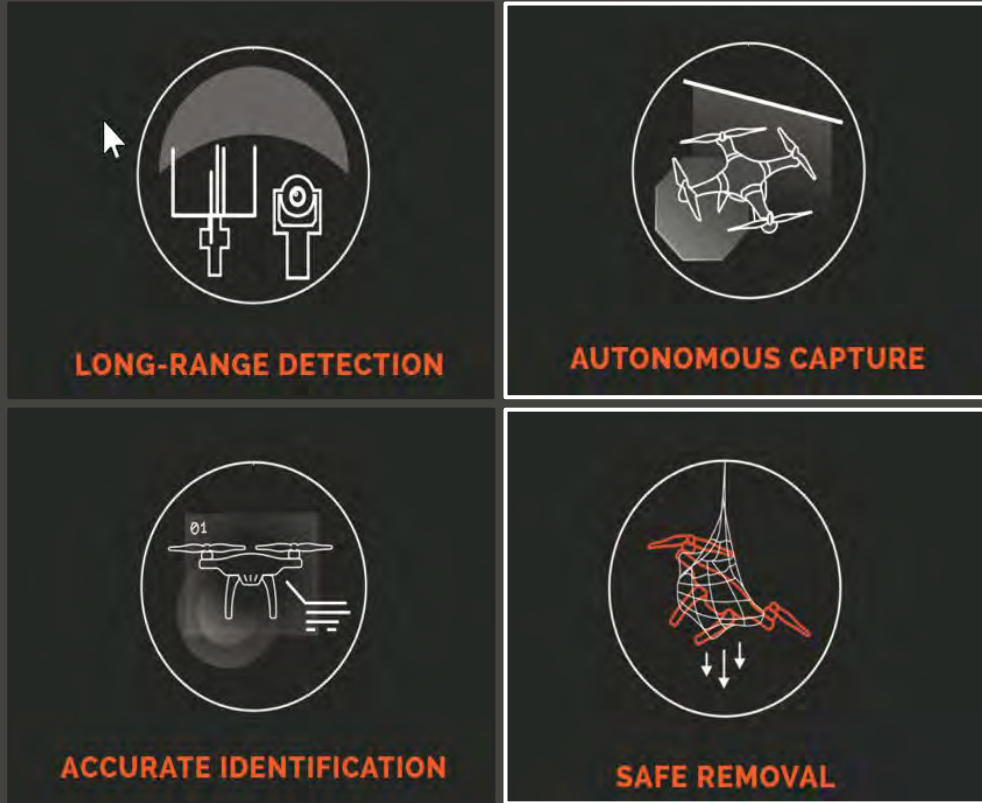 LONG-RANGE DETECTION
AUTONOMOUS CAPTURE
01
ACCURATE IDENTIFICATION
SAFE REMOVAL